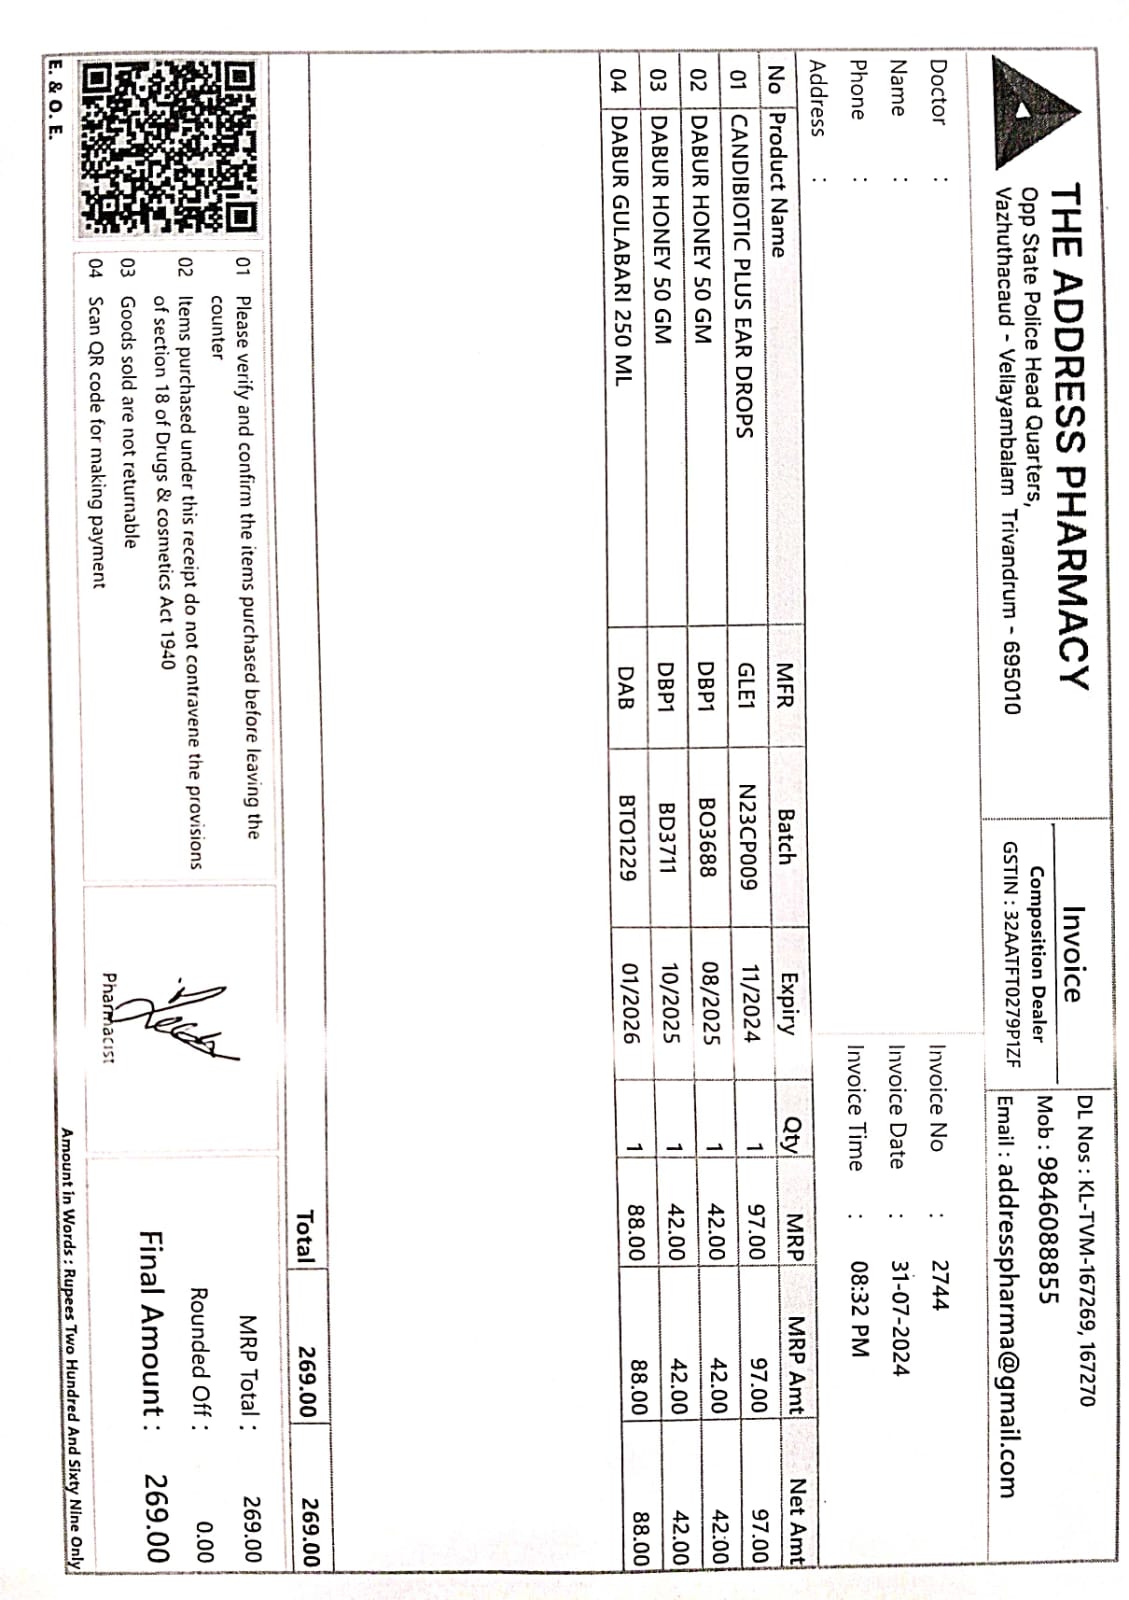 THE ADDRESS PHARMACY
Opp State Police Head Quarters,
Vazhuthacaud - Vellayambalam Trivandrum - 695010
Invoice
Composition Dealer
GSTIN : 32AATFT0279P1ZF
DL Nos : KL-TVM-167269, 167270
Mob : 9846088855
Email : addresspharma@gmail.com
Doctor :
Name :
Phone :
Address :
Invoice No : 2744
Invoice Date : 31-07-2024
Invoice Time : 08:32 PM
No Product Name MFR Batch Expiry Qty MRP MRP Amt Net Amt
01 CANDIBIOTIC PLUS EAR DROPS GLE1 N23CP009 11/2024 1 97.00 97.00 97.00
02 DABUR HONEY 50 GM DBP1 BO3688 08/2025 1 42.00 42.00 42:00
03 DABUR HONEY 50 GM DBP1 BD3711 10/2025 1 42.00 42.00 42.00
04 DABUR GULABARI 250 ML DAB BTO1229 01/2026 1 88.00 88.00 88.00
Total 269.00 269.00
01 Please verify and confirm the items purchased before leaving the
counter
02 Items purchased under this receipt do not contravene the provisions
of section 18 of Drugs & cosmetics Act 1940
03 Goods sold are not returnable
04 Scan QR code for making payment
Pharmacist
MRP Total : 269.00
Rounded Off : 0.00
Final Amount : 269.00
Amount in Words : Rupees Two Hundred And Sixty Nine Only
E. & O. E.